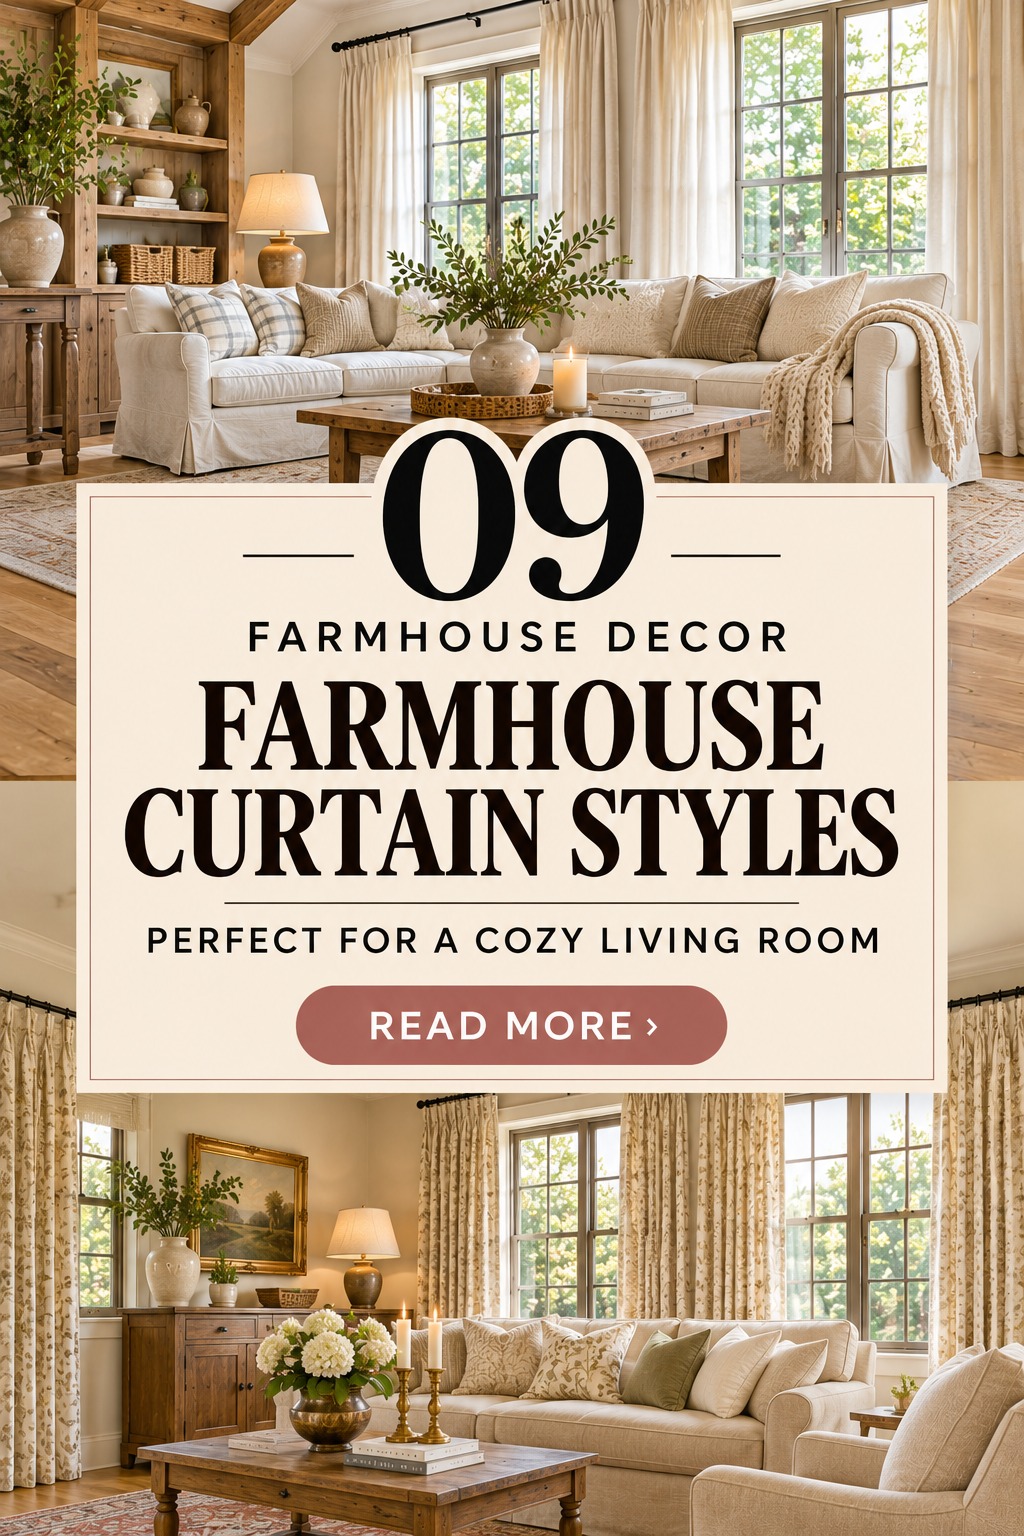 09
FARMHOUSE DECOR
FARMHOUSE
CURTAIN STYLES
PERFECT FOR A COZY LIVING ROOM
READ MORE ›